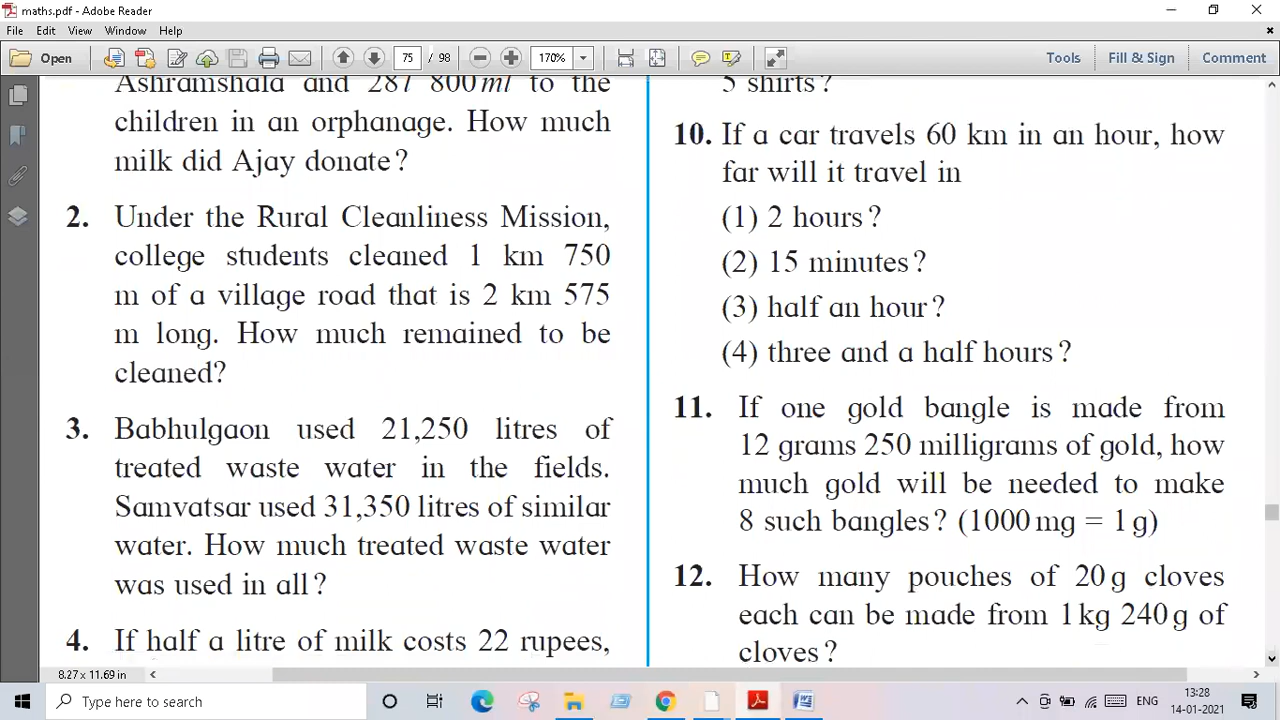 maths.pdf - Adobe Reader
File Edit View Window Help
Open 75 / 98 170% Tools Fill & Sign Comment
Ashramshala and 28l 800 ml to the
children in an orphanage. How much
milk did Ajay donate?
2. Under the Rural Cleanliness Mission,
college students cleaned 1 km 750
m of a village road that is 2 km 575
m long. How much remained to be
cleaned?
3. Babhulgaon used 21,250 litres of
treated waste water in the fields.
Samvatsar used 31,350 litres of similar
water. How much treated waste water
was used in all?
4. If half a litre of milk costs 22 rupees,
5 shirts?
10. If a car travels 60 km in an hour, how
far will it travel in
(1) 2 hours?
(2) 15 minutes?
(3) half an hour?
(4) three and a half hours?
11. If one gold bangle is made from
12 grams 250 milligrams of gold, how
much gold will be needed to make
8 such bangles? (1000 mg = 1 g)
12. How many pouches of 20 g cloves
each can be made from 1 kg 240 g of
cloves?
8.27 x 11.69 in
Type here to search
ENG
13:28
14-01-2021